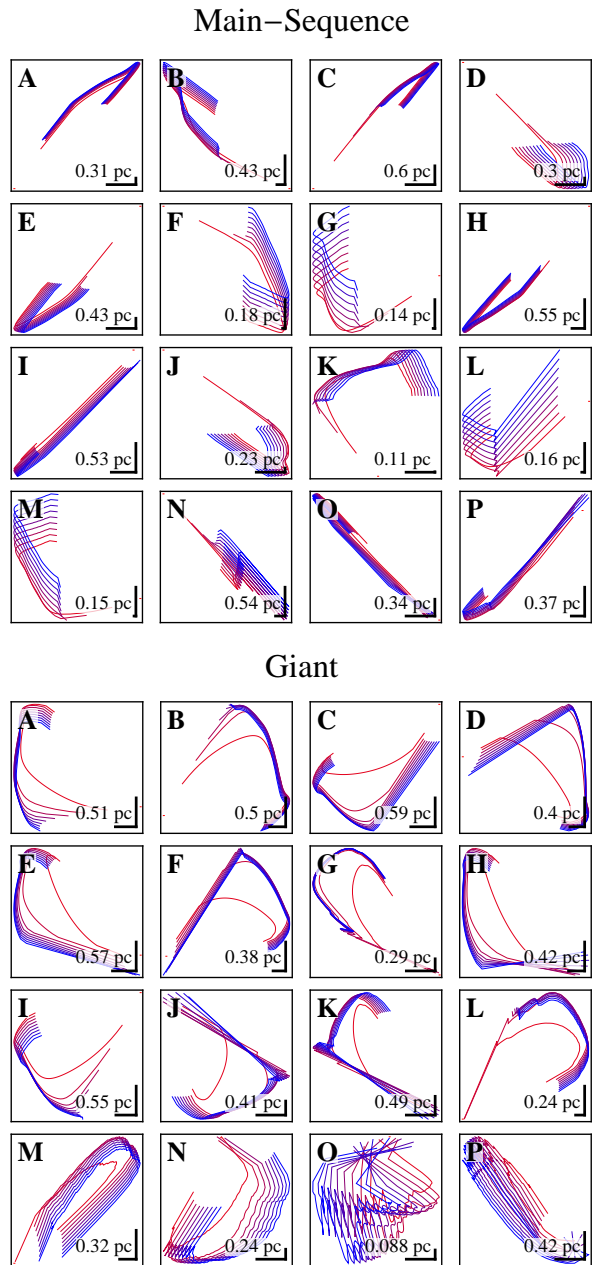 Main−Sequence
A B C D
0.31 pc 0.43 pc 0.6 pc 0.3 pc
E F G H
0.43 pc 0.18 pc 0.14 pc 0.55 pc
I J K L
0.53 pc 0.23 pc 0.11 pc 0.16 pc
M N O P
0.15 pc 0.54 pc 0.34 pc 0.37 pc
Giant
A B C D
0.51 pc 0.5 pc 0.59 pc 0.4 pc
E F G H
0.57 pc 0.38 pc 0.29 pc 0.42 pc
I J K L
0.55 pc 0.41 pc 0.49 pc 0.24 pc
M N O P
0.32 pc 0.24 pc 0.088 pc 0.42 pc